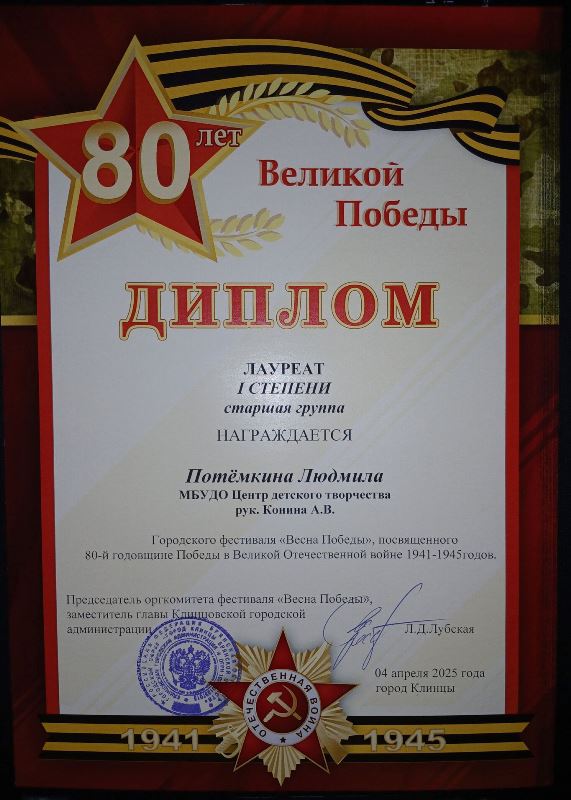 80 лет
Великой
Победы
ДИПЛОМ
ЛАУРЕАТ
I СТЕПЕНИ
старшая группа
НАГРАЖДАЕТСЯ
Потёмкина Людмила
МБУДО Центр детского творчества
рук. Конина А.В.
Городского фестиваля «Весна Победы», посвященного
80-й годовщине Победы в Великой Отечественной войне 1941-1945годов.
Председатель оргкомитета фестиваля «Весна Победы»,
заместитель главы Клинцовской городской
администрации
Л.Д.Лубская
04 апреля 2025 года
город Клинцы
ОТЕЧЕСТВЕННАЯ ВОЙНА
1941 1945